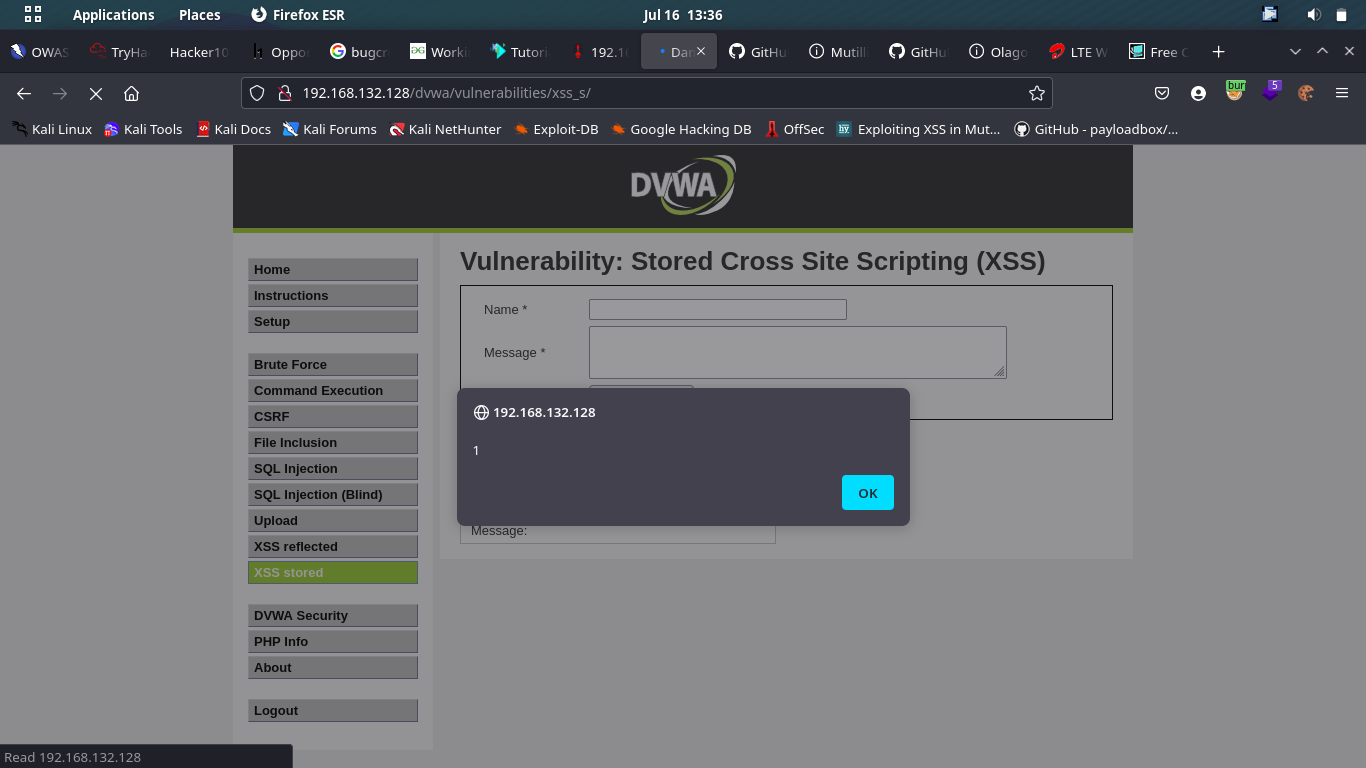 Applications Places Firefox ESR Jul 16 13:36
OWAS TryHa Hacker10 Oppo bugcr Worki Tutori 192.16 Dam GitHu Mutill GitHu Olago LTE W Free C
192.168.132.128/dvwa/vulnerabilities/xss_s/ bur 5
Kali Linux Kali Tools Kali Docs Kali Forums Kali NetHunter Exploit-DB Google Hacking DB OffSec Exploiting XSS in Mut... GitHub - payloadbox/...
DVWA
Home
Instructions
Setup
Brute Force
Command Execution
CSRF
File Inclusion
SQL Injection
SQL Injection (Blind)
Upload
XSS reflected
XSS stored
DVWA Security
PHP Info
About
Logout
Vulnerability: Stored Cross Site Scripting (XSS)
Name *
Message *
192.168.132.128
1
OK
Message:
Read 192.168.132.128